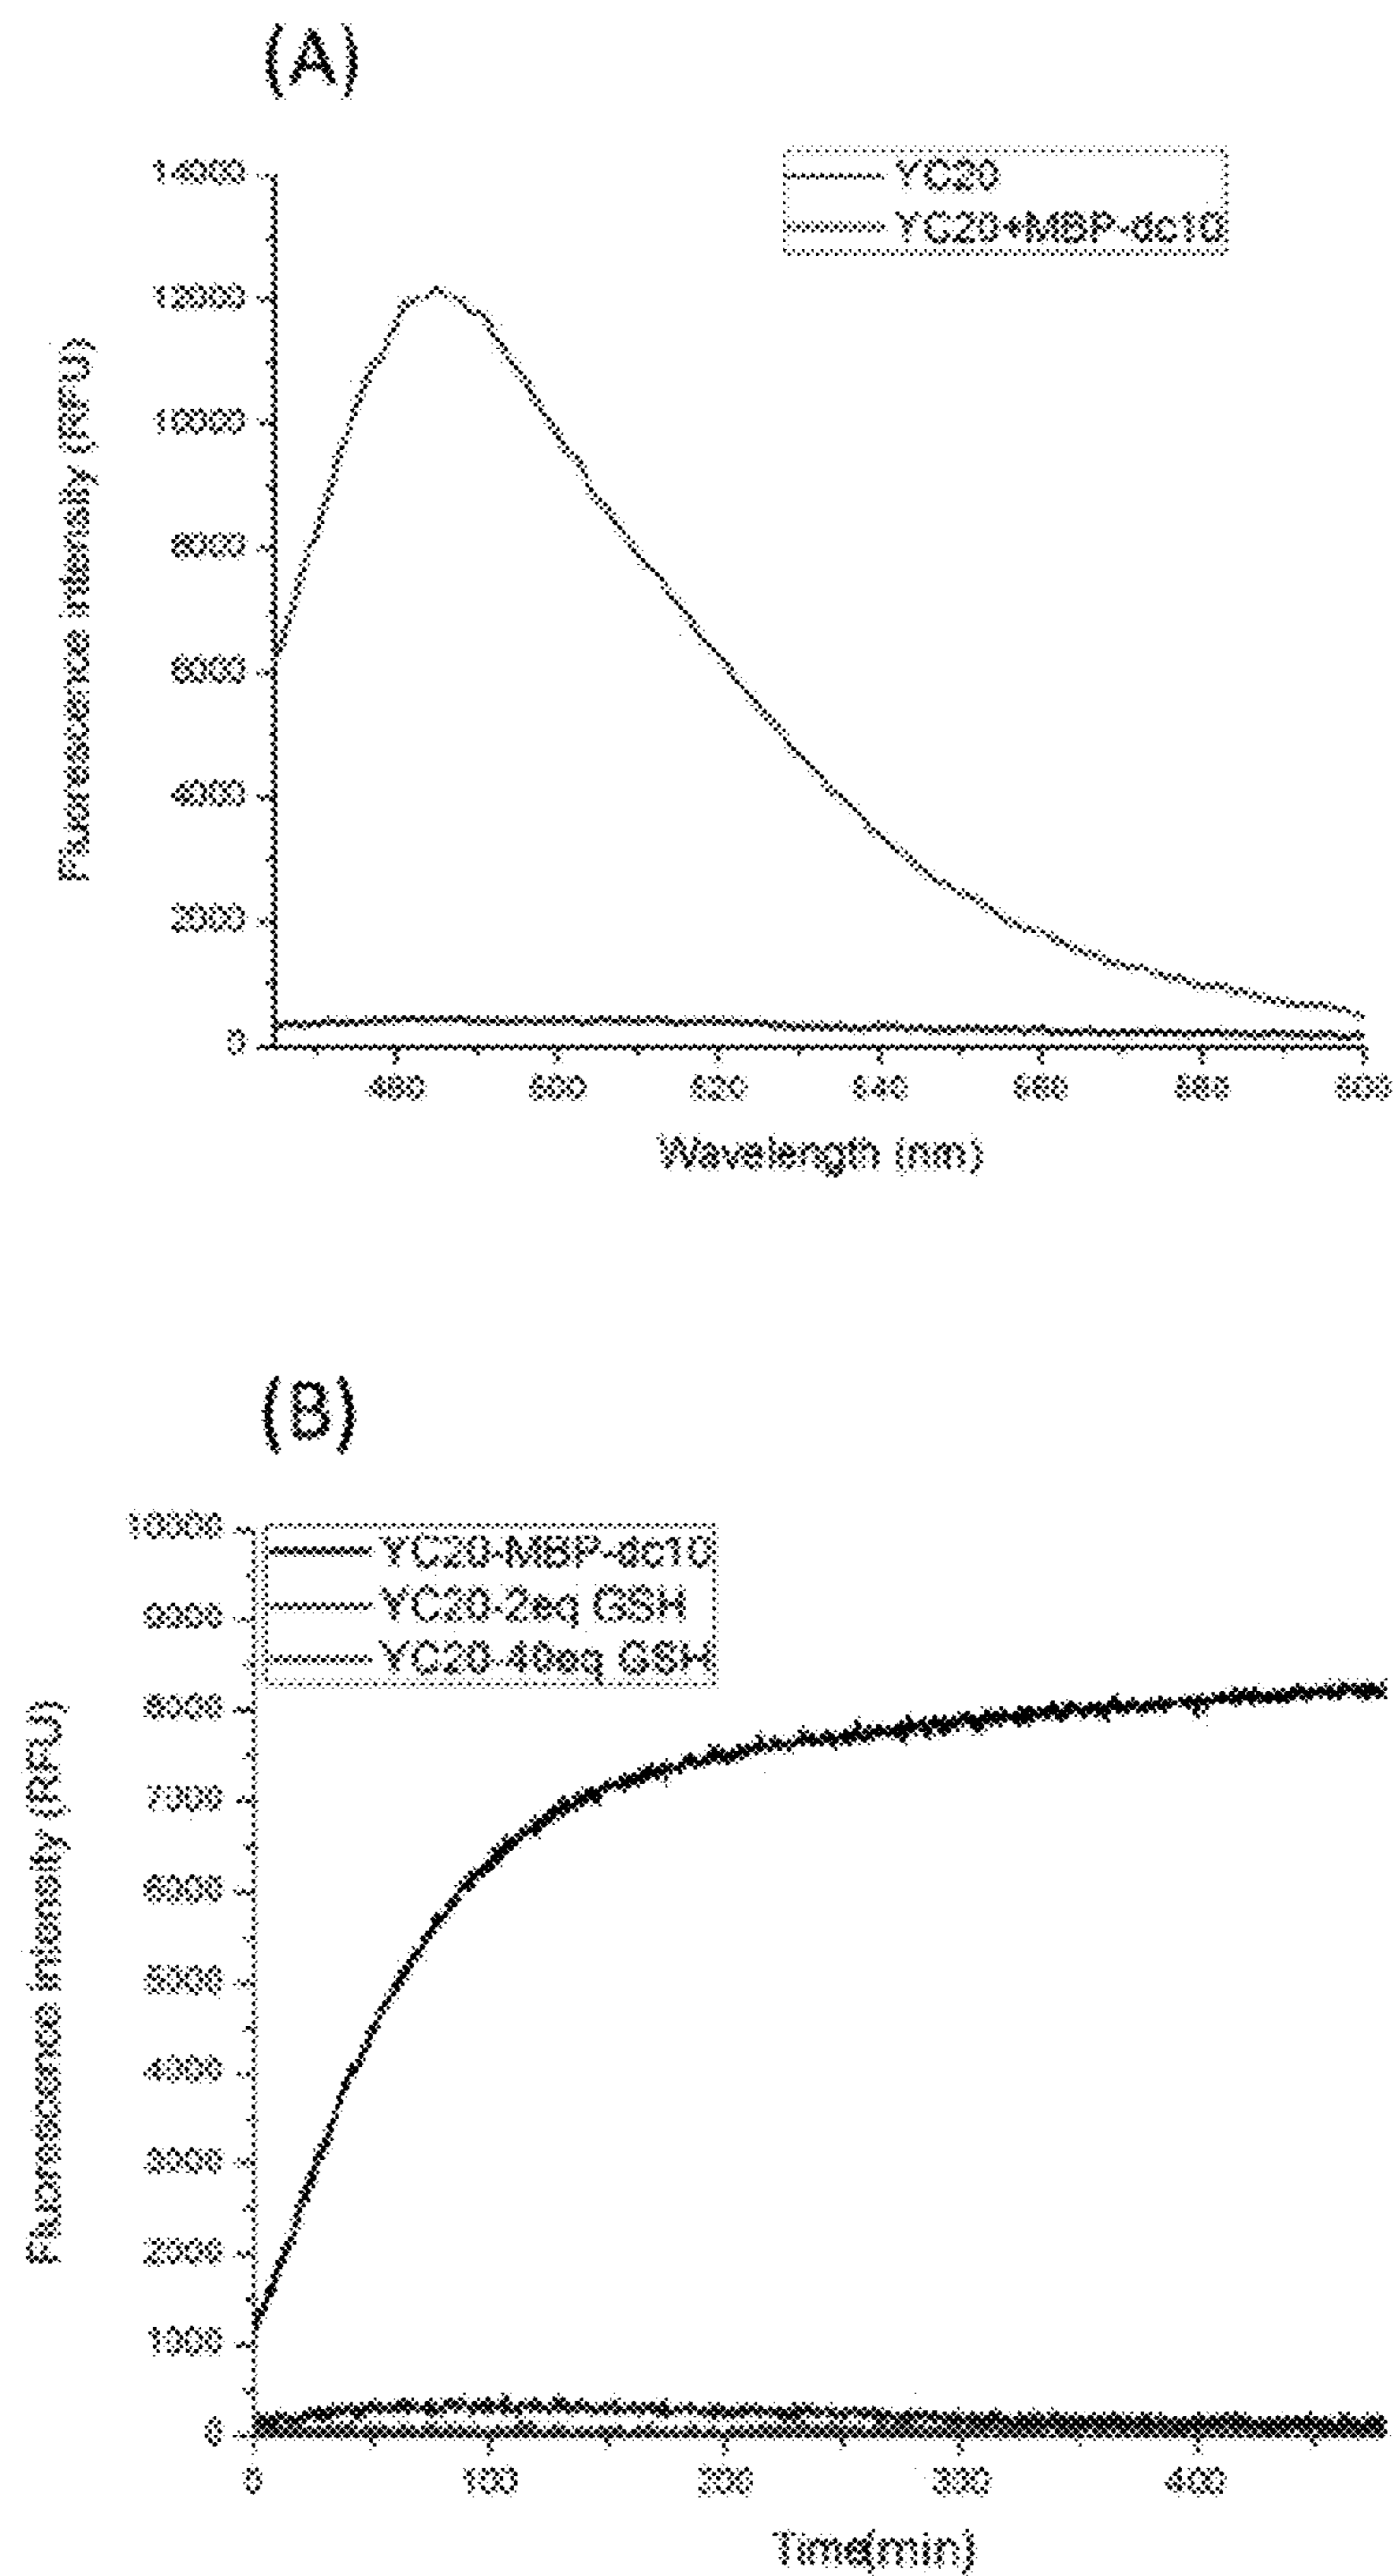 (A)
14000
12000
10000
8000
6000
4000
2000
0
Fluorescence intensity (RFU)
YC20
YC20+MBP-dc10
480
500
520
540
560
580
600
Wavelength (nm)
(B)
10000
9000
8000
7000
6000
5000
4000
3000
2000
1000
0
Fluorescence intensity (RFU)
YC20-MBP-dc10
YC20-2eq GSH
YC20-40eq GSH
0
100
200
300
400
Time(min)